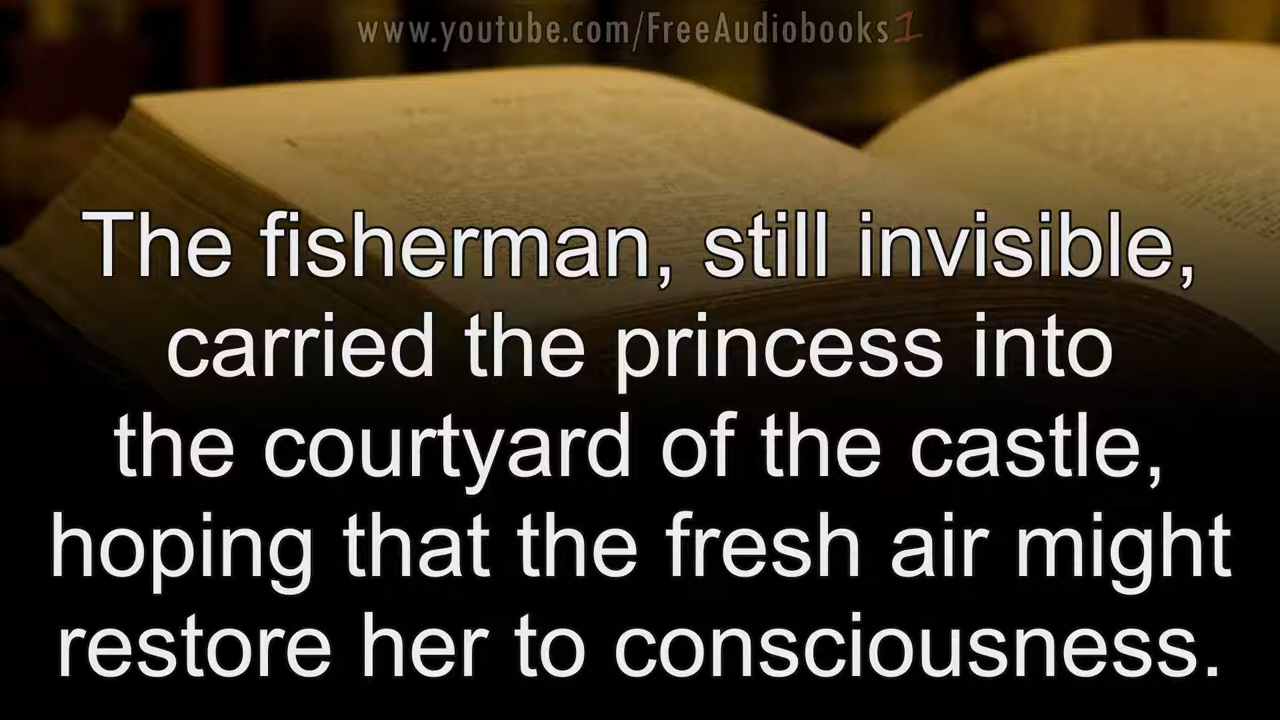 www.youtube.com/FreeAudiobooks1
The fisherman, still invisible,
carried the princess into
the courtyard of the castle,
hoping that the fresh air might
restore her to consciousness.